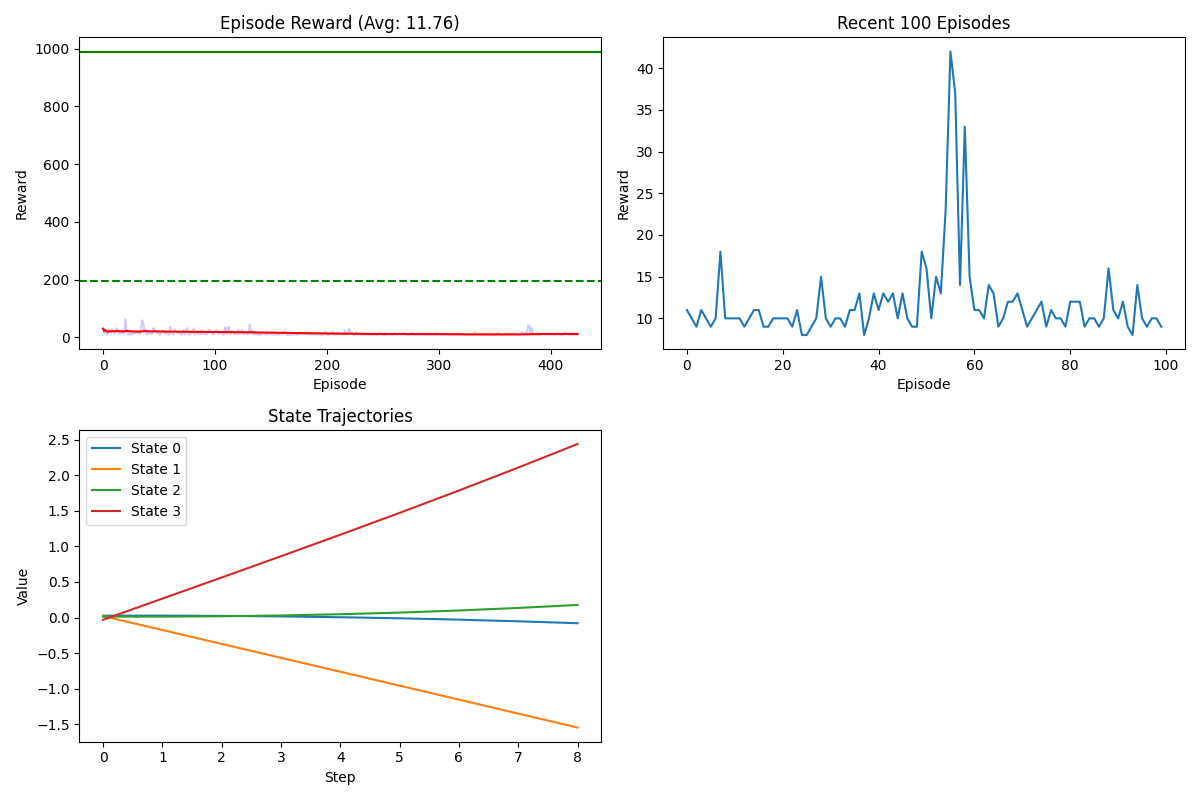 Episode Reward (Avg: 11.76)
1000
800
600
400
200
0
Reward
0 100 200 300 400
Episode
Recent 100 Episodes
40
35
30
25
20
15
10
Reward
0 20 40 60 80 100
Episode
State Trajectories
2.5
2.0
1.5
1.0
0.5
0.0
−0.5
−1.0
−1.5
Value
State 0
State 1
State 2
State 3
0 1 2 3 4 5 6 7 8
Step